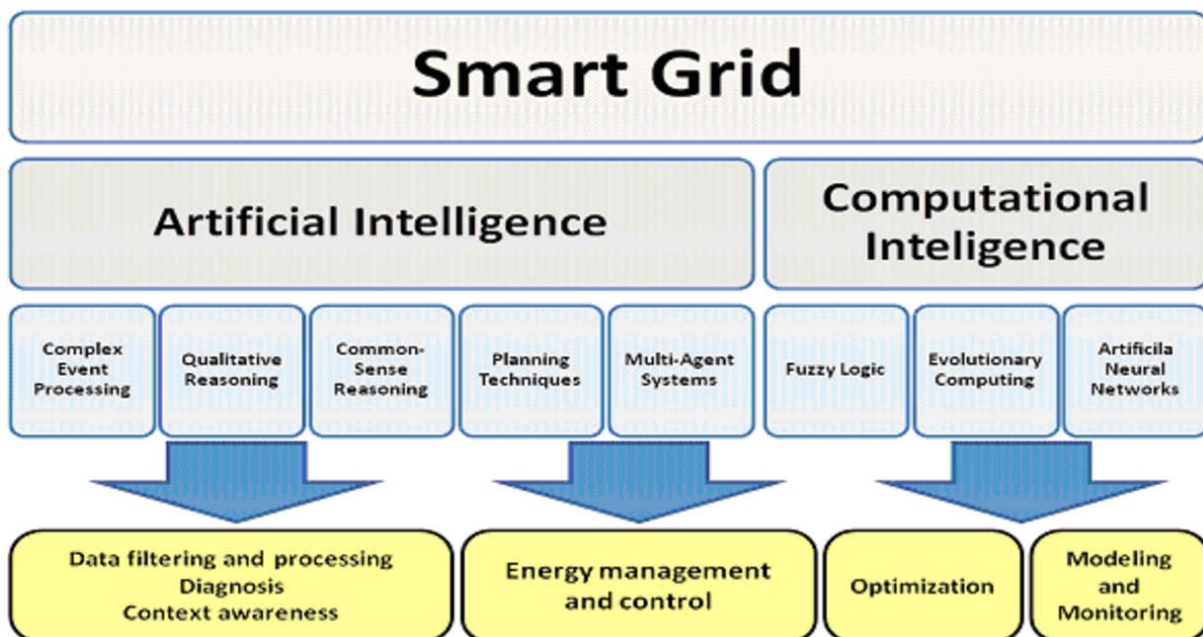 Smart Grid
Artificial Intelligence
Computational
Inteligence
Complex
Event
Processing
Qualitative
Reasoning
Common-
Sense
Reasoning
Planning
Techniques
Multi-Agent
Systems
Fuzzy Logic
Evolutionary
Computing
Artificila
Neural
Networks
Data filtering and processing
Diagnosis
Context awareness
Energy management
and control
Optimization
Modeling
and
Monitoring